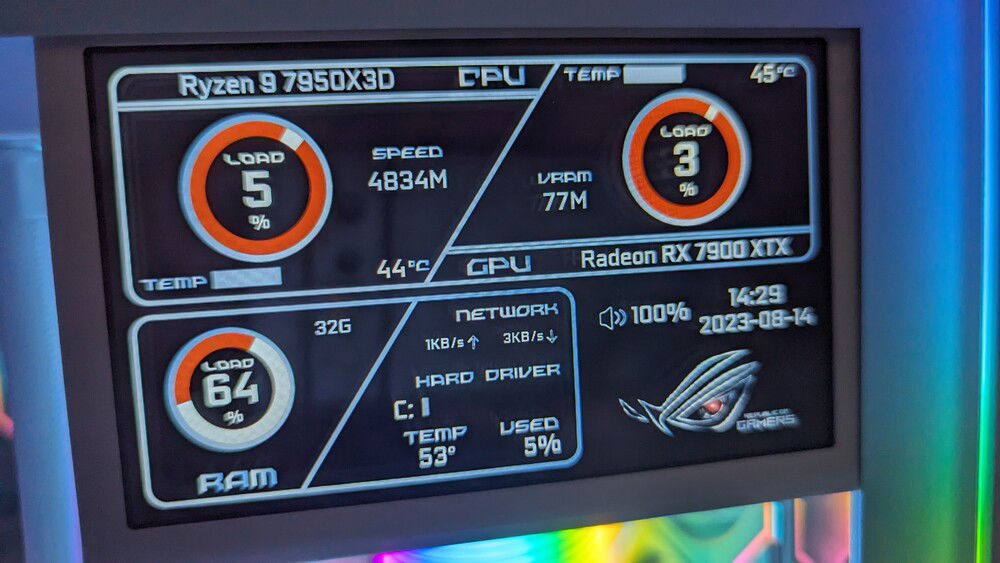 Ryzen 9 7950X3D CPU
LOAD
5
%
SPEED
4834M
TEMP 44°C
TEMP 45°C
LOAD
3
%
VRAM
77M
GPU Radeon RX 7900 XTX
32G
LOAD
64
%
RAM
NETWORK
1KB/s↑ 3KB/s↓
HARD DRIVER
C:
TEMP USED
53° 5%
100%
14:29
2023-08-14
REPUBLIC OF
GAMERS